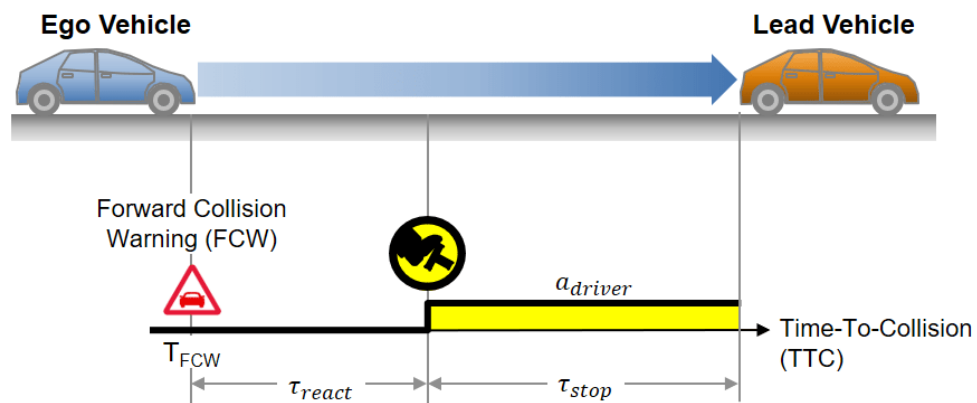 Ego Vehicle
Lead Vehicle
Forward Collision
Warning (FCW)
a_driver
T_FCW
Time-To-Collision
(TTC)
τ_react
τ_stop